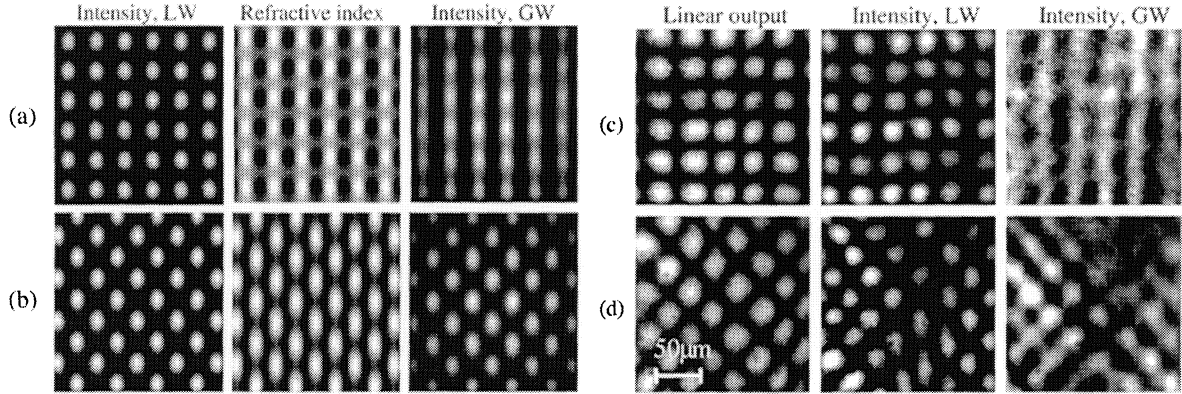 Intensity, LW Refractive index Intensity, GW Linear output Intensity, LW Intensity, GW
(a)
(c)
(b)
(d)
50μm